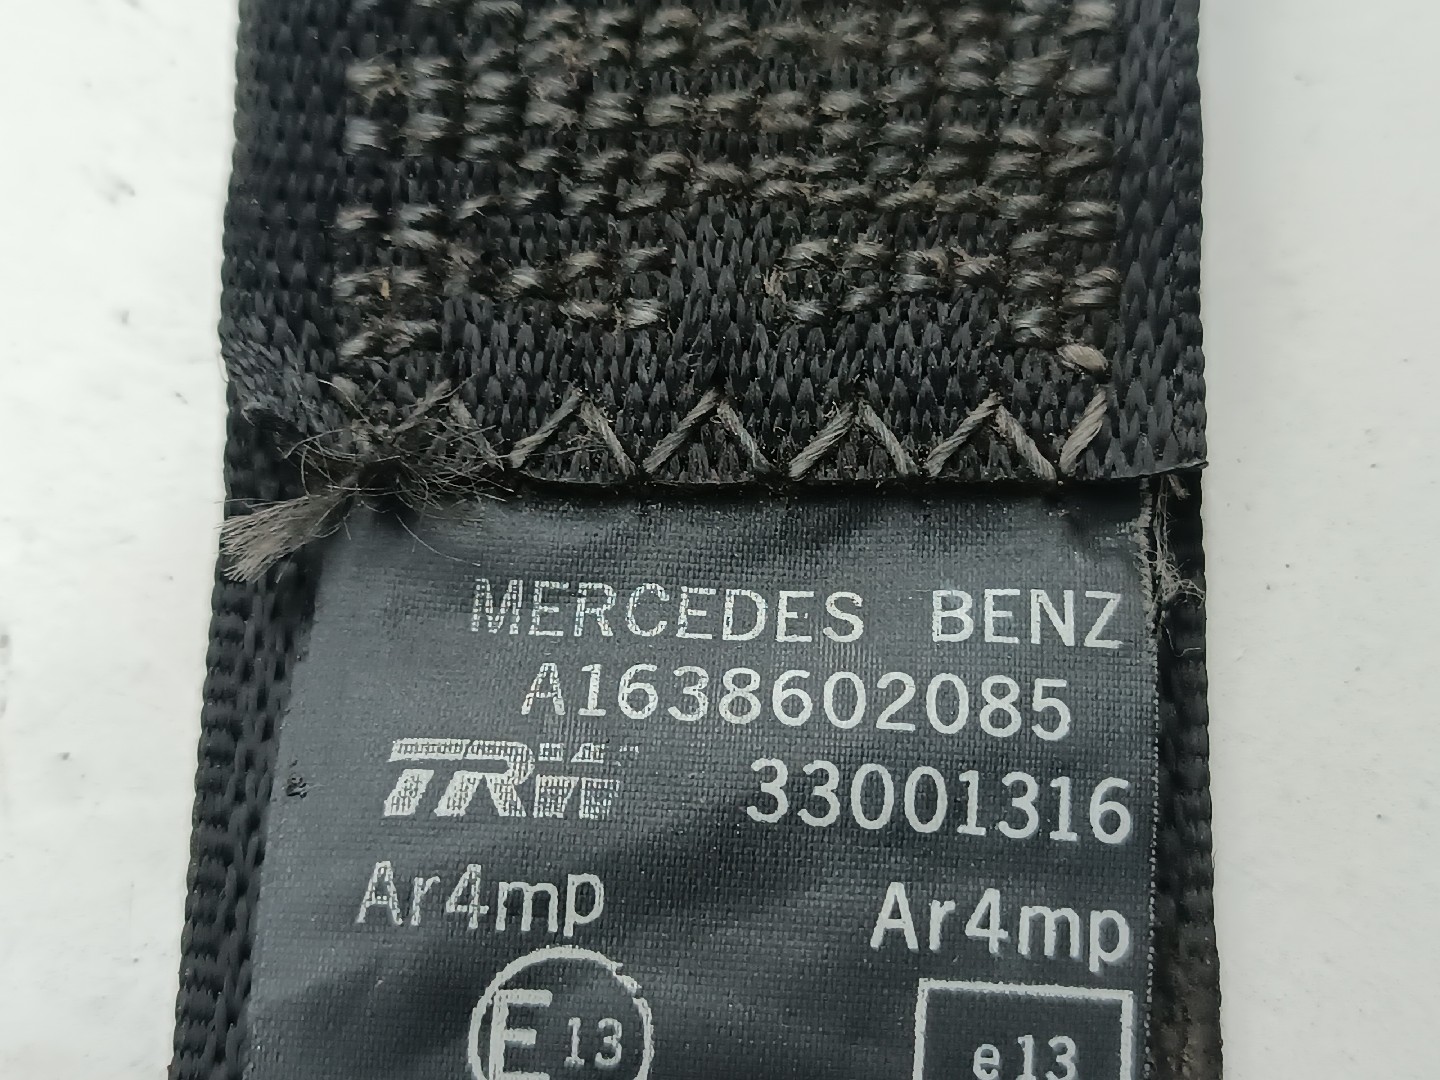 MERCEDES BENZ
A1638602085
TRW 33001316
Ar4mp Ar4mp
E 13 e13